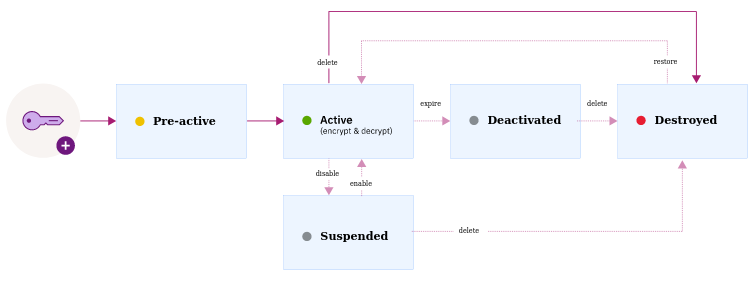 delete
restore
Pre-active
Active
(encrypt & decrypt)
expire
Deactivated
delete
Destroyed
disable
enable
Suspended
delete